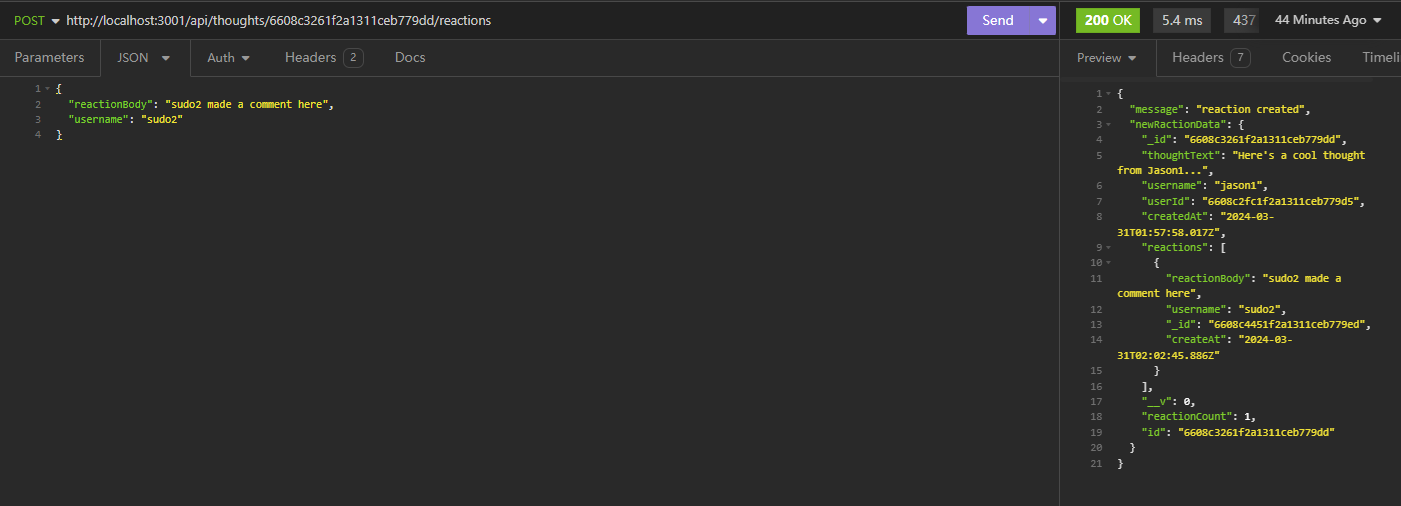 POST http://localhost:3001/api/thoughts/6608c3261f2a1311ceb779dd/reactions Send
200 OK 5.4 ms 437 44 Minutes Ago
Parameters JSON Auth Headers 2 Docs
Preview Headers 7 Cookies Timeli
1 {
2 "reactionBody": "sudo2 made a comment here",
3 "username": "sudo2"
4 }
1 {
2 "message": "reaction created",
3 "newRactionData": {
4 "_id": "6608c3261f2a1311ceb779dd",
5 "thoughtText": "Here's a cool thought
from Jason1...",
6 "username": "jason1",
7 "userId": "6608c2fc1f2a1311ceb779d5",
8 "createdAt": "2024-03-
31T01:57:58.017Z",
9 "reactions": [
10 {
11 "reactionBody": "sudo2 made a
comment here",
12 "username": "sudo2",
13 "_id": "6608c4451f2a1311ceb779ed",
14 "createAt": "2024-03-
31T02:02:45.886Z"
15 }
16 ],
17 "__v": 0,
18 "reactionCount": 1,
19 "id": "6608c3261f2a1311ceb779dd"
20 }
21 }